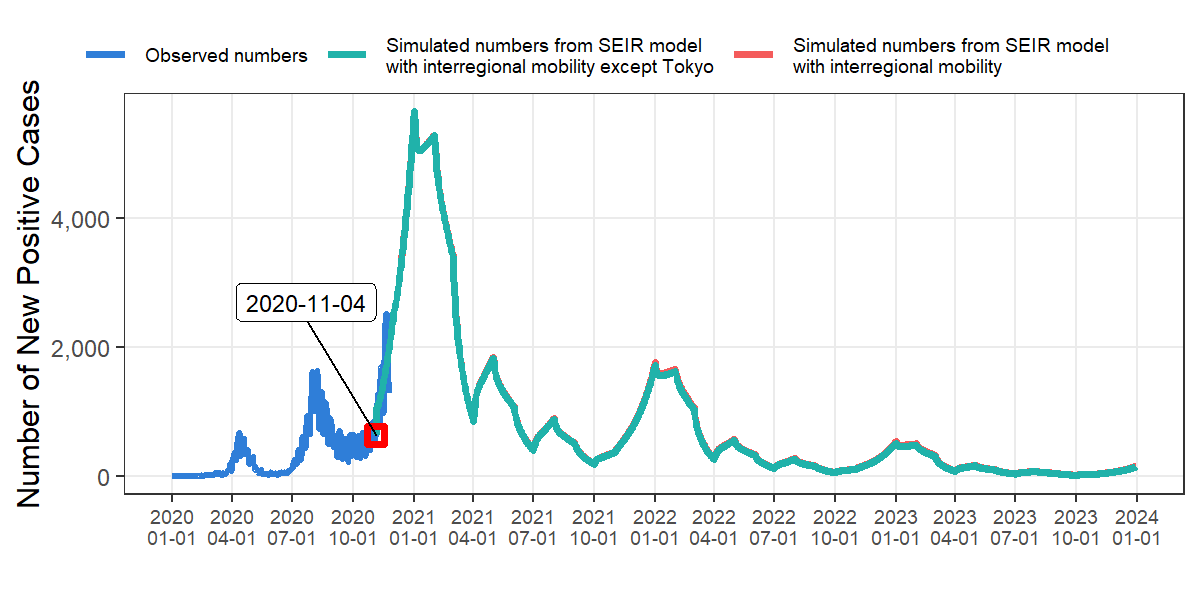 Observed numbers
Simulated numbers from SEIR model
with interregional mobility except Tokyo
Simulated numbers from SEIR model
with interregional mobility
Number of New Positive Cases
4,000
2,000
0
2020-11-04
2020 2020 2020 2020 2021 2021 2021 2021 2022 2022 2022 2022 2023 2023 2023 2023 2024
01-01 04-01 07-01 10-01 01-01 04-01 07-01 10-01 01-01 04-01 07-01 10-01 01-01 04-01 07-01 10-01 01-01